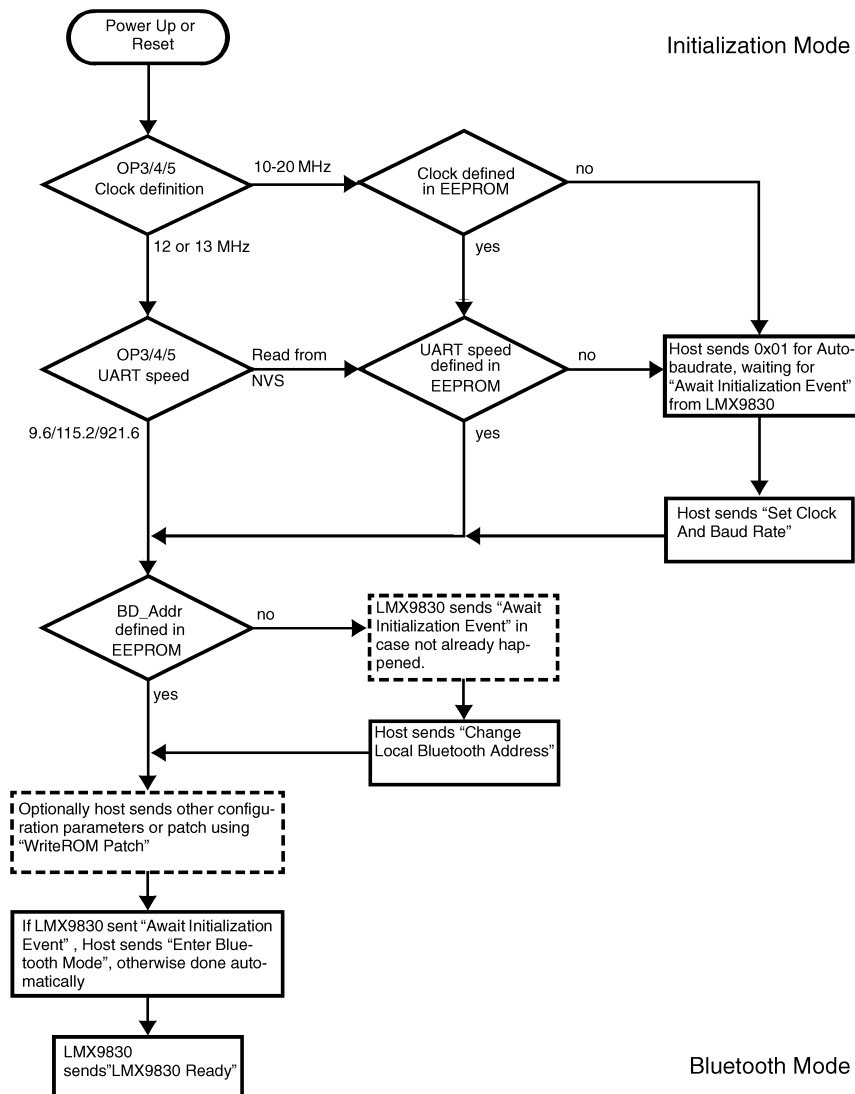 Power Up or
Reset
Initialization Mode
OP3/4/5
Clock definition
10-20 MHz
Clock defined
in EEPROM
no
12 or 13 MHz
yes
OP3/4/5
UART speed
Read from
NVS
UART speed
defined in
EEPROM
no
Host sends 0x01 for Auto-
baudrate, waiting for
“Await Initialization Event”
from LMX9830
9.6/115.2/921.6
yes
Host sends “Set Clock
And Baud Rate”
BD_Addr
defined in
EEPROM
no
LMX9830 sends “Await
Initialization Event” in
case not already hap-
pened.
yes
Host sends “Change
Local Bluetooth Address”
Optionally host sends other configu-
ration parameters or patch using
“WriteROM Patch”
If LMX9830 sent “Await Initialization
Event” , Host sends “Enter Blue-
tooth Mode”, otherwise done auto-
matically
LMX9830
sends”LMX9830 Ready”
Bluetooth Mode